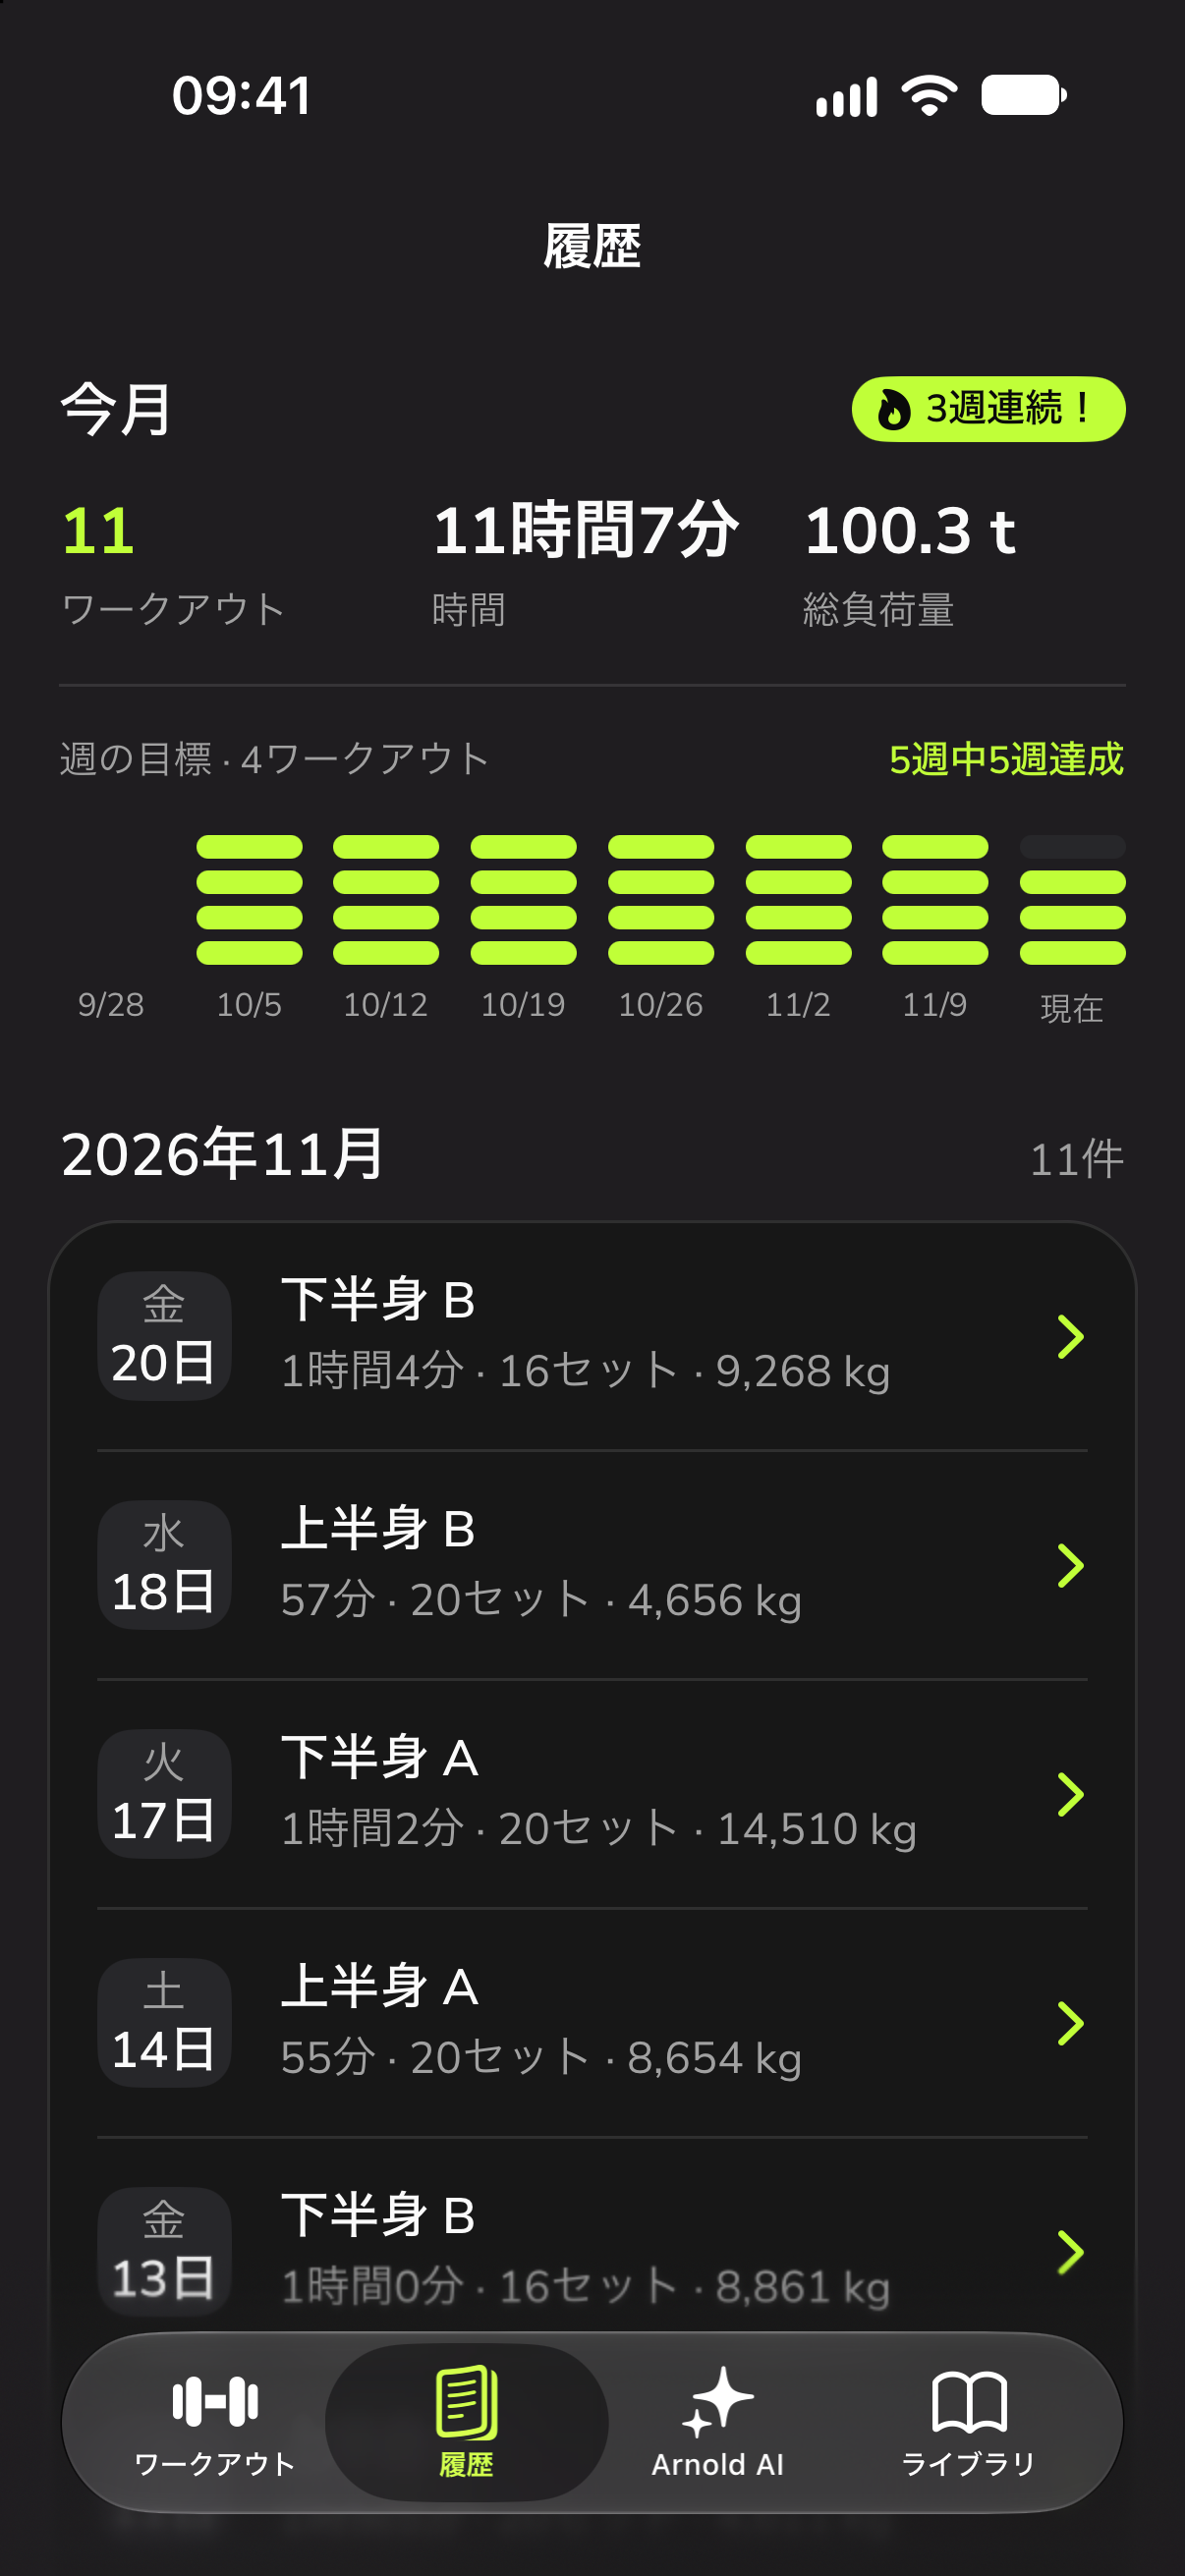 09:41
履歴
今月
3週連続！
11
11時間7分
100.3 t
ワークアウト
時間
総負荷量
週の目標 · 4ワークアウト
5週中5週達成
9/28
10/5
10/12
10/19
10/26
11/2
11/9
現在
2026年11月
11件
金
20日
下半身 B
1時間4分 · 16セット · 9,268 kg
水
18日
上半身 B
57分 · 20セット · 4,656 kg
火
17日
下半身 A
1時間2分 · 20セット · 14,510 kg
土
14日
上半身 A
55分 · 20セット · 8,654 kg
金
13日
下半身 B
1時間0分 · 16セット · 8,861 kg
ワークアウト
履歴
Arnold AI
ライブラリ